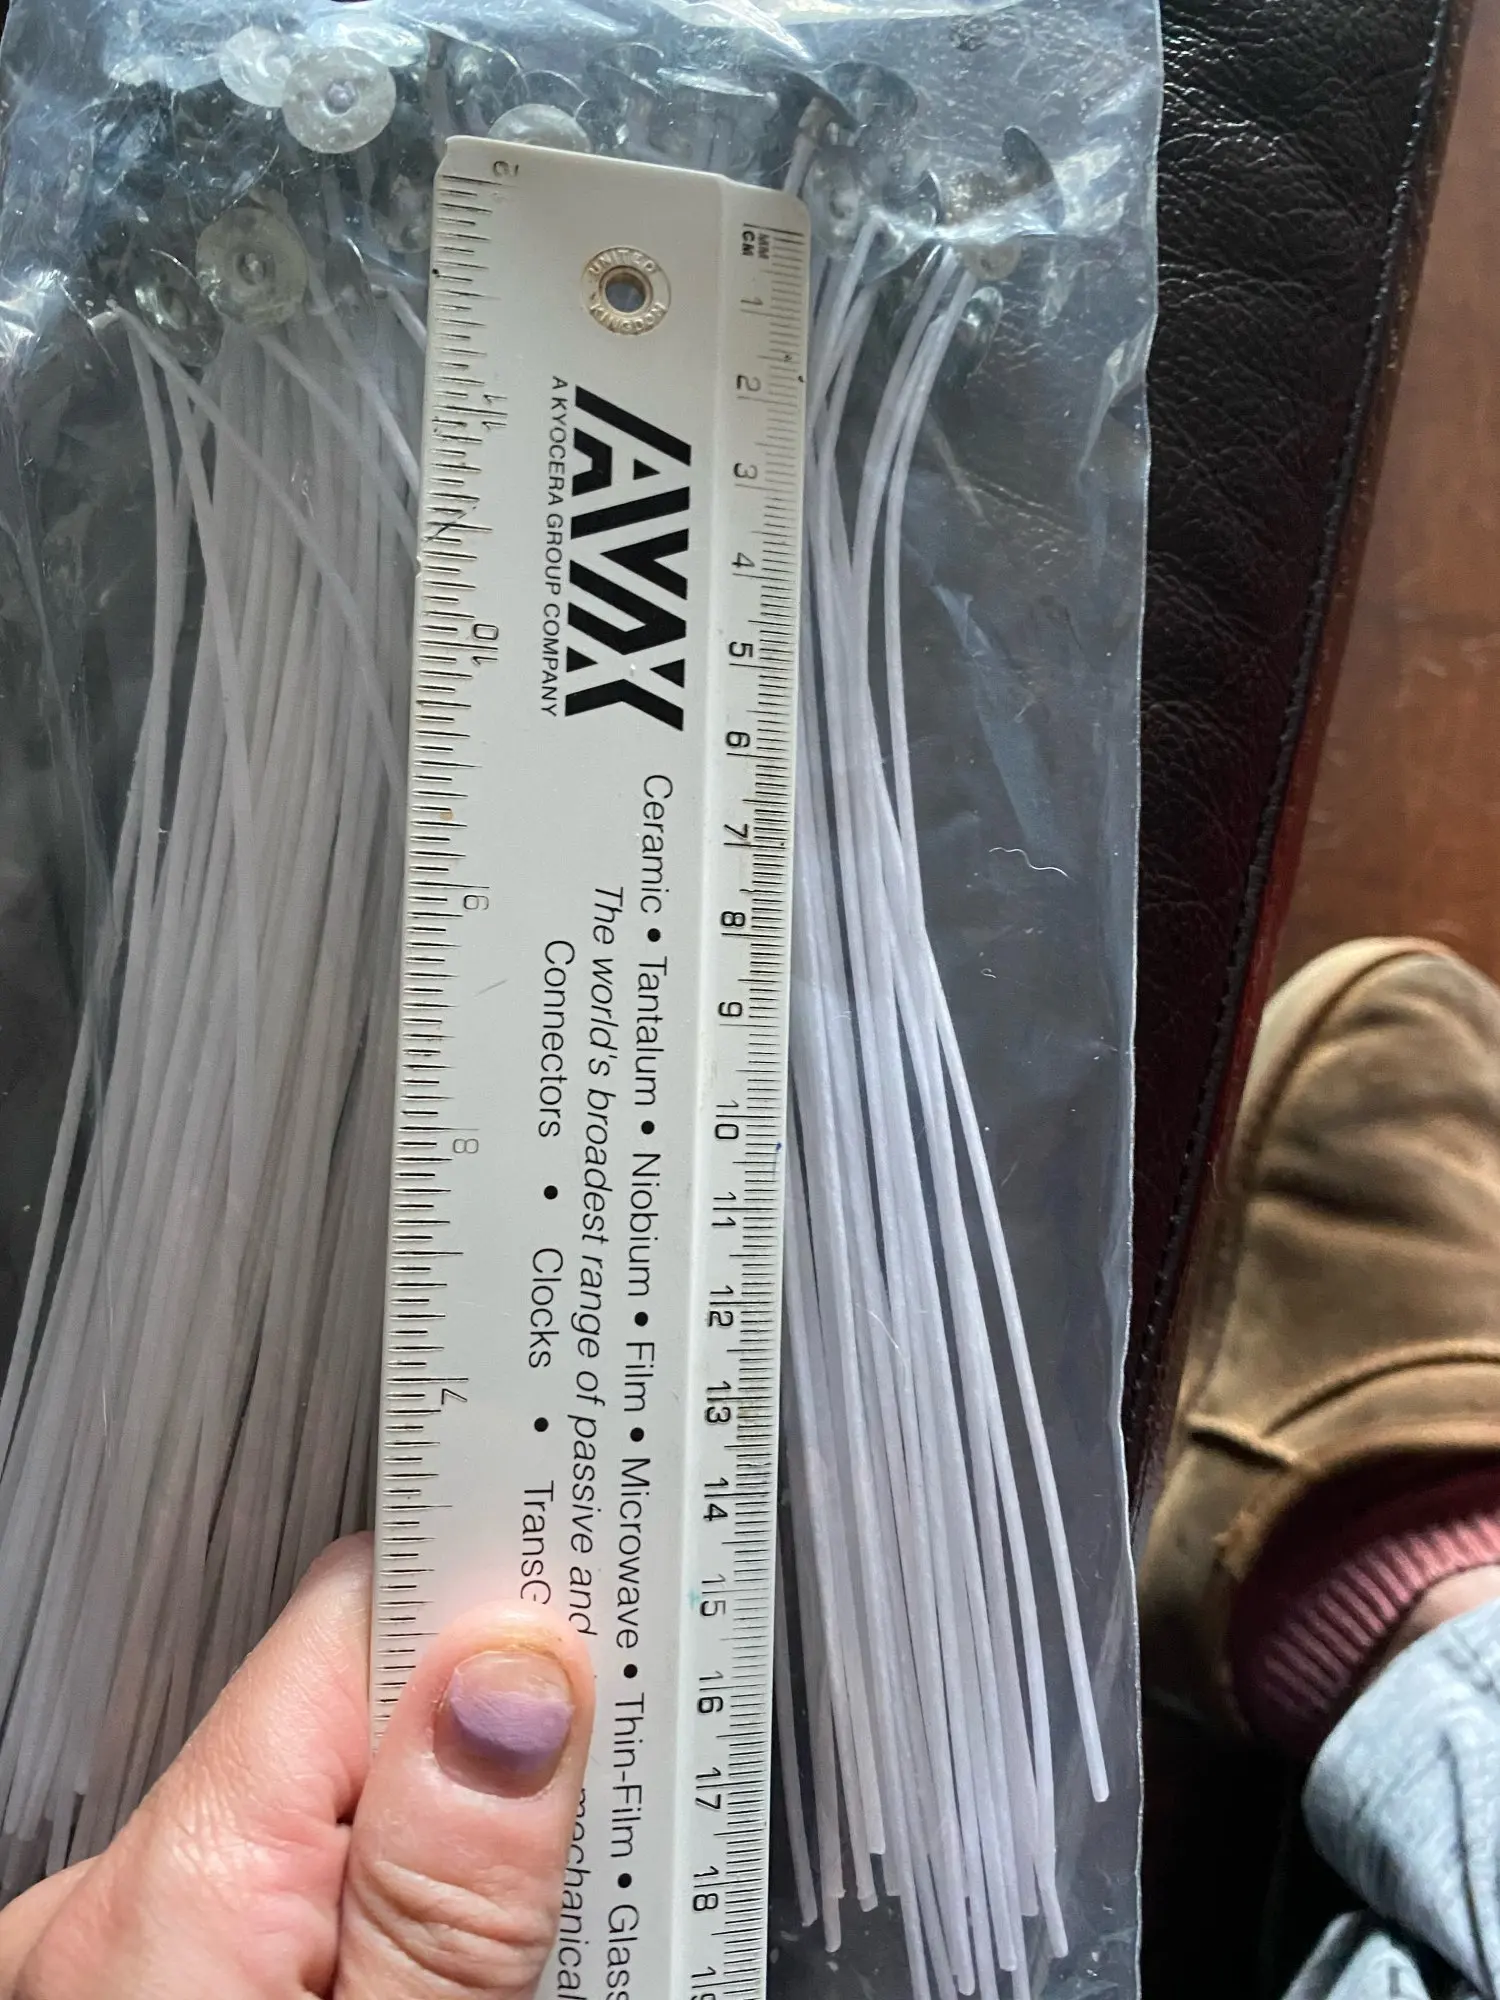 UNITED
KINGDOM
AVX
A KYOCERA GROUP COMPANY
Ceramic • Tantalum • Niobium • Film • Microwave • Thin-Film • Glass
The world's broadest range of passive and
mechanical
Connectors • Clocks •
MM
CM
1 2 3 4 5 6 7 8 9 10 11 12 13 14 15 16 17 18